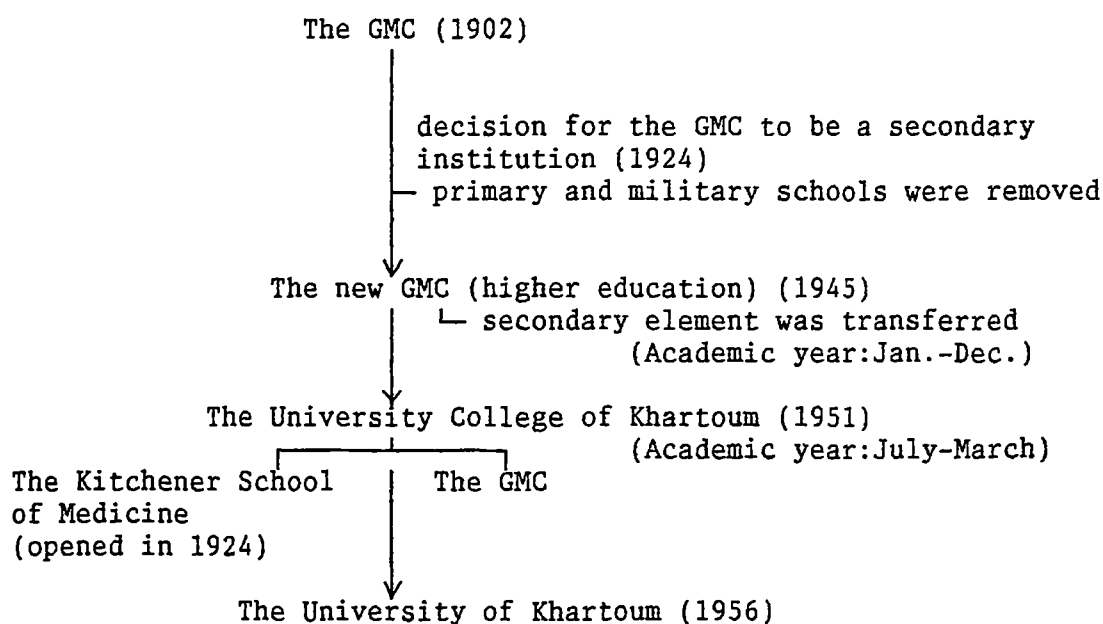 The GMC (1902)
decision for the GMC to be a secondary
institution (1924)
primary and military schools were removed
The new GMC (higher education) (1945)
secondary element was transferred
(Academic year:Jan.-Dec.)
The University College of Khartoum (1951)
(Academic year:July-March)
The Kitchener School
of Medicine
(opened in 1924)
The GMC
The University of Khartoum (1956)